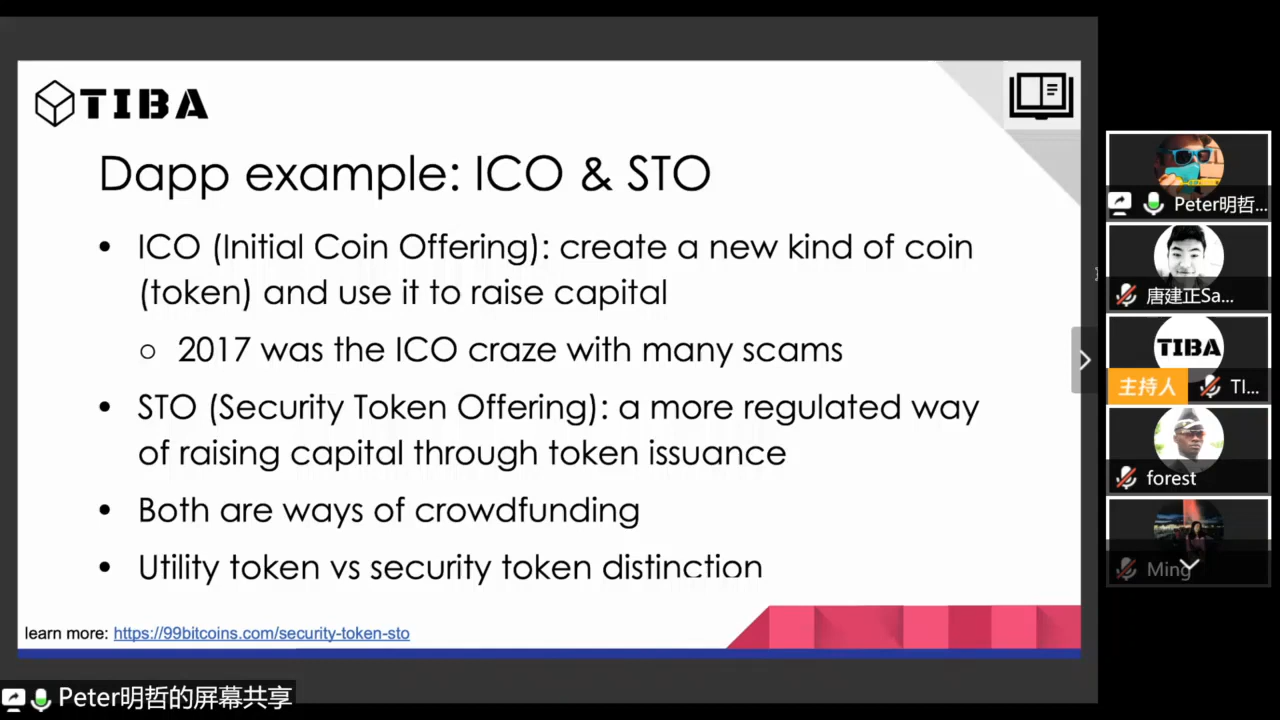 TIBA
Dapp example: ICO & STO
• ICO (Initial Coin Offering): create a new kind of coin
(token) and use it to raise capital
○ 2017 was the ICO craze with many scams
• STO (Security Token Offering): a more regulated way
of raising capital through token issuance
• Both are ways of crowdfunding
• Utility token vs security token distinction
learn more: https://99bitcoins.com/security-token-sto
Peter明哲...
唐建正Sa...
TIBA
主持人 TI...
forest
Ming
Peter明哲的屏幕共享